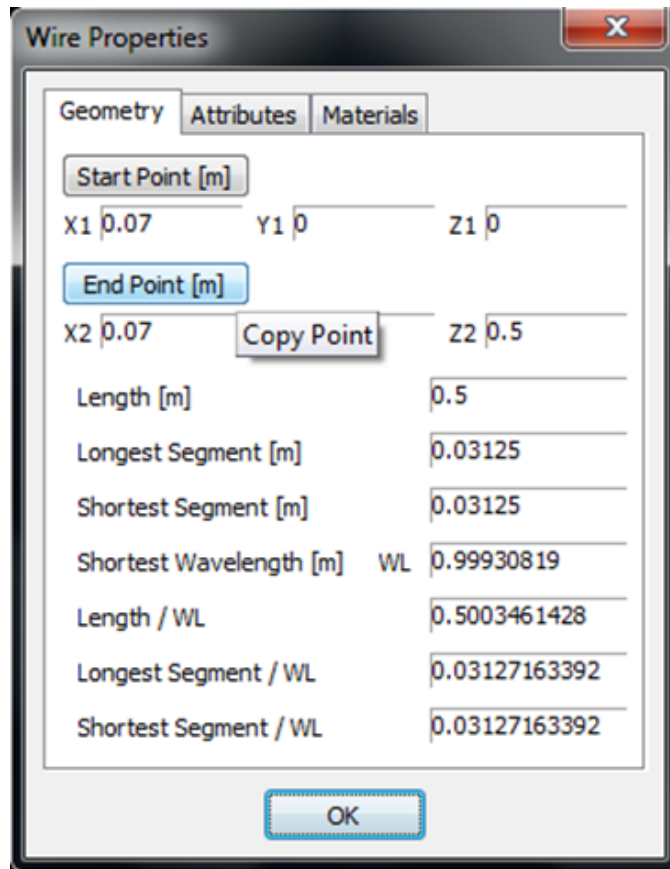 Wire Properties
Geometry Attributes Materials
Start Point [m]
X1 0.07 Y1 0 Z1 0
End Point [m]
X2 0.07 Copy Point Z2 0.5
Length [m] 0.5
Longest Segment [m] 0.03125
Shortest Segment [m] 0.03125
Shortest Wavelength [m] WL 0.99930819
Length / WL 0.5003461428
Longest Segment / WL 0.03127163392
Shortest Segment / WL 0.03127163392
OK